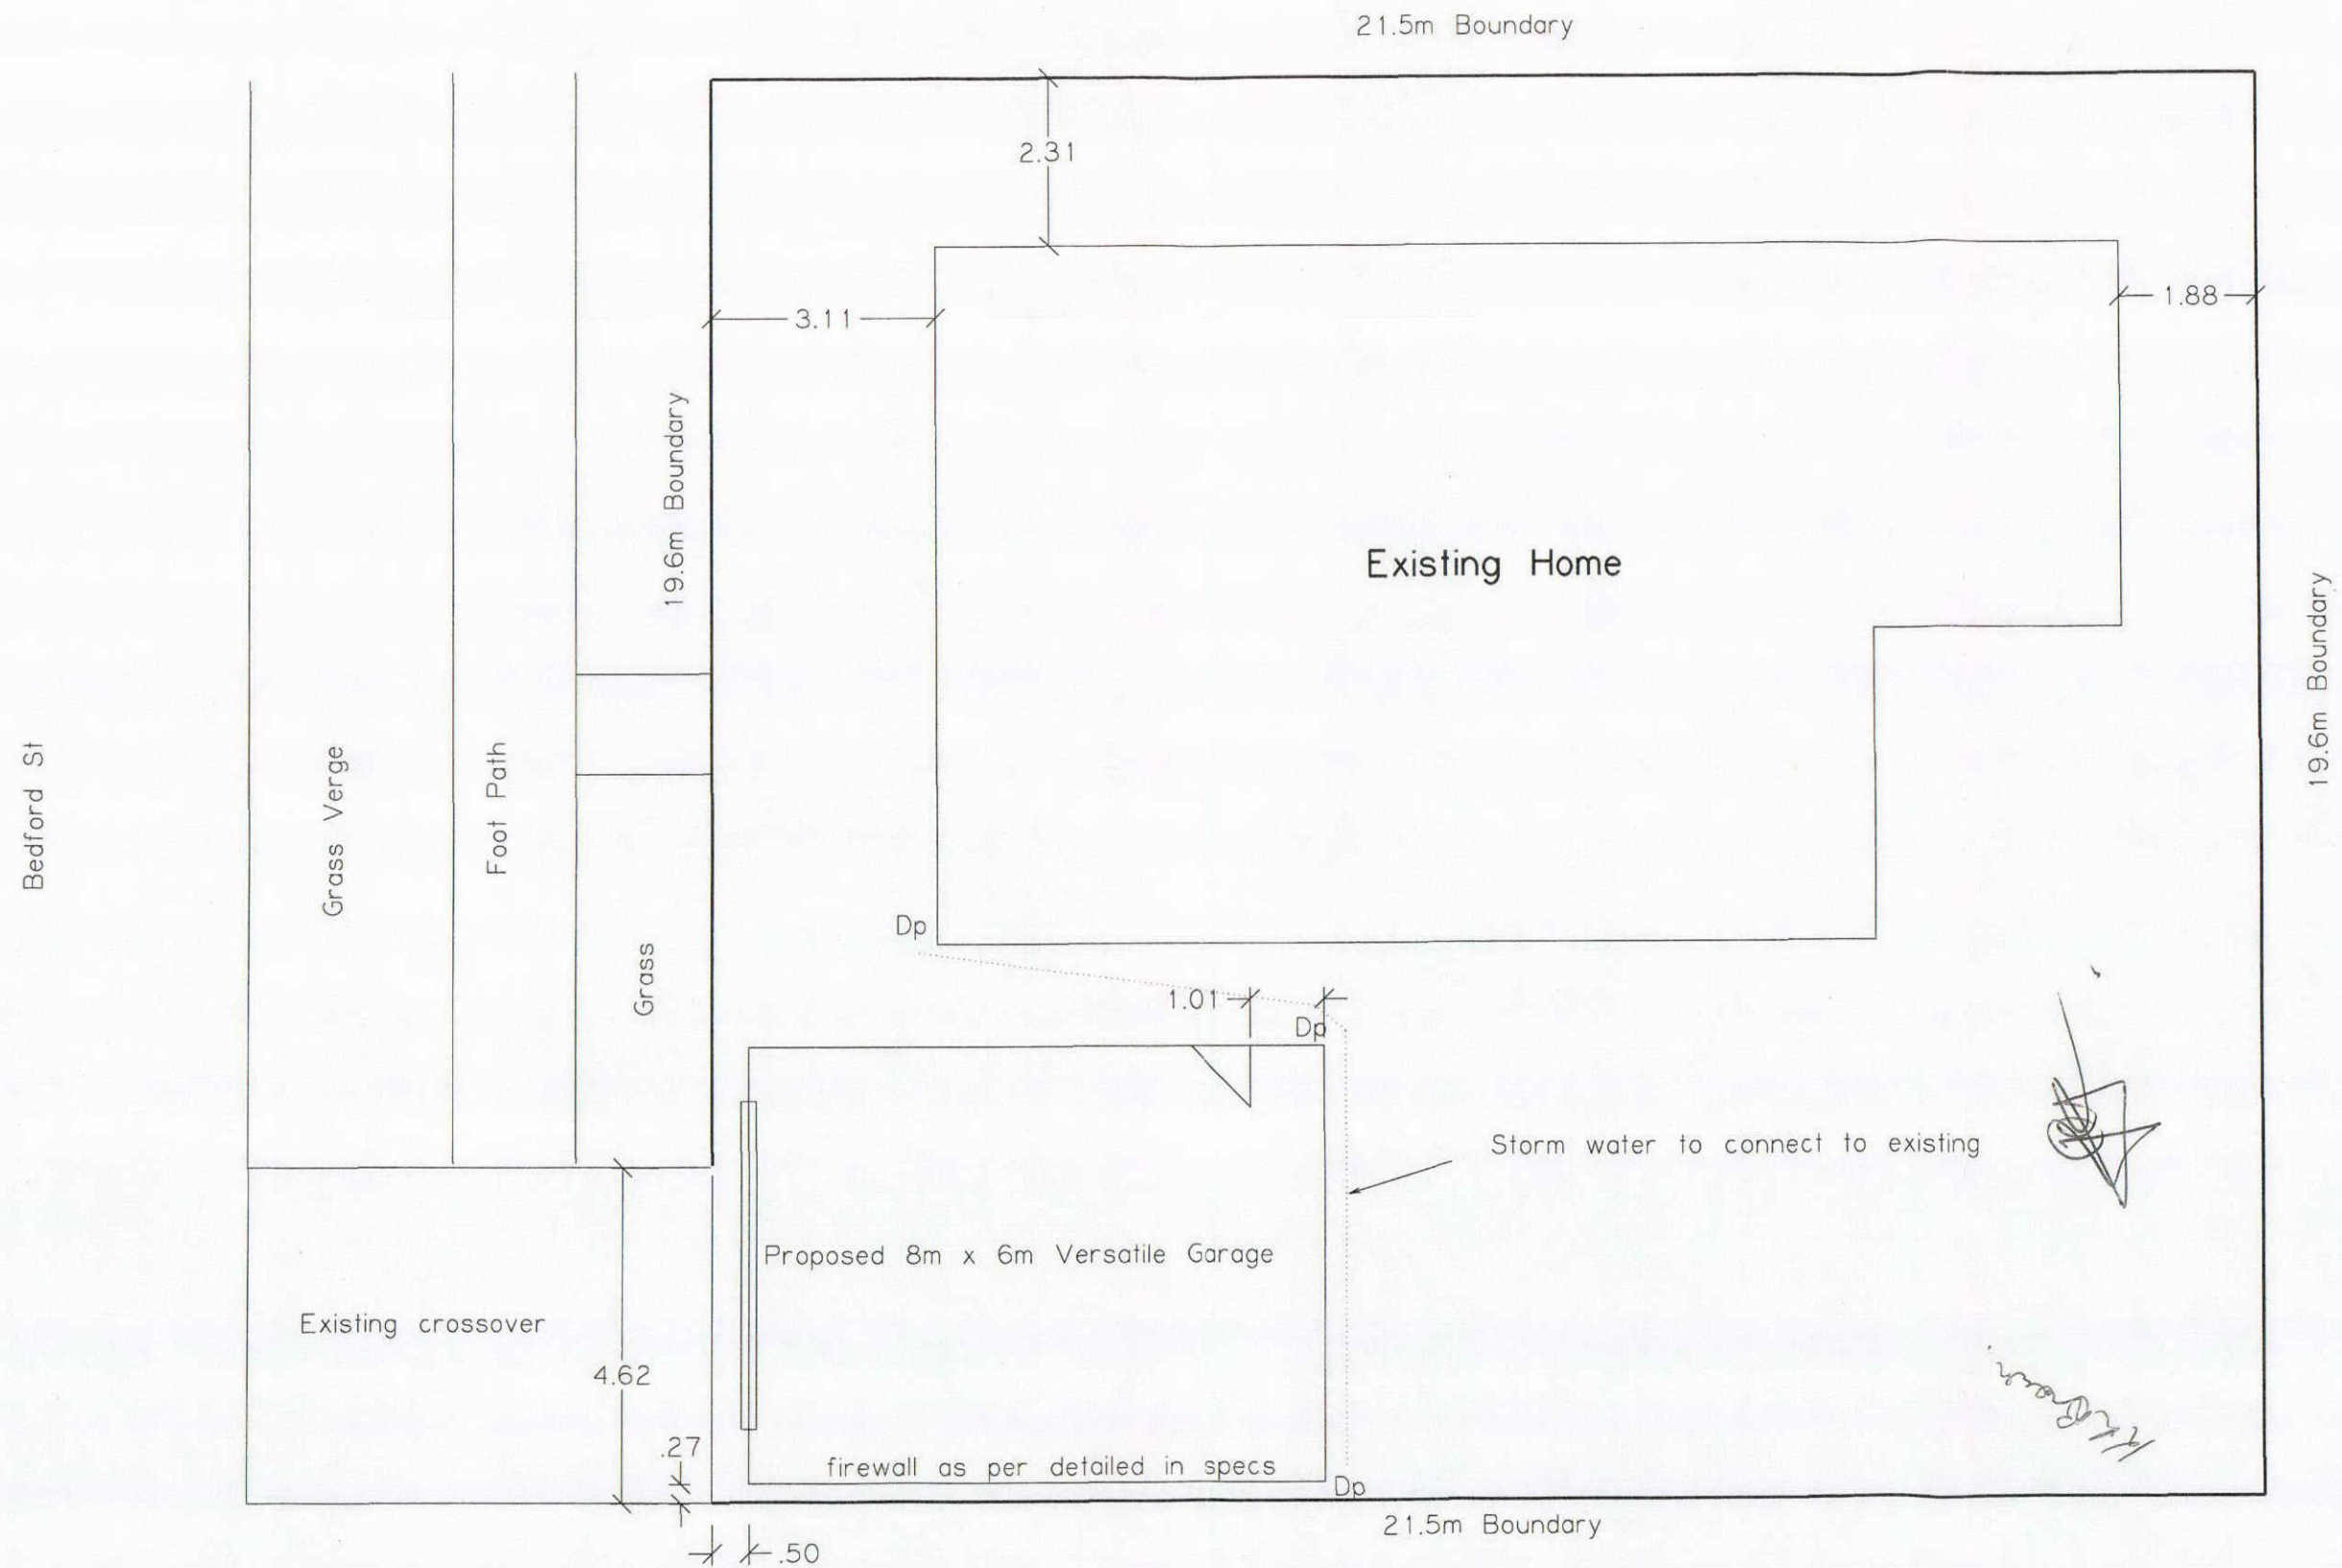 21.5m Boundary
2.31
1.88
3.11
19.6m Boundary
Existing Home
19.6m Boundary
Bedford St
Grass Verge
Foot Path
Grass
Dp
1.01
Dp
Storm water to connect to existing
Proposed 8m x 6m Versatile Garage
Existing crossover
4.62
.27
firewall as per detailed in specs
Dp
21.5m Boundary
.50